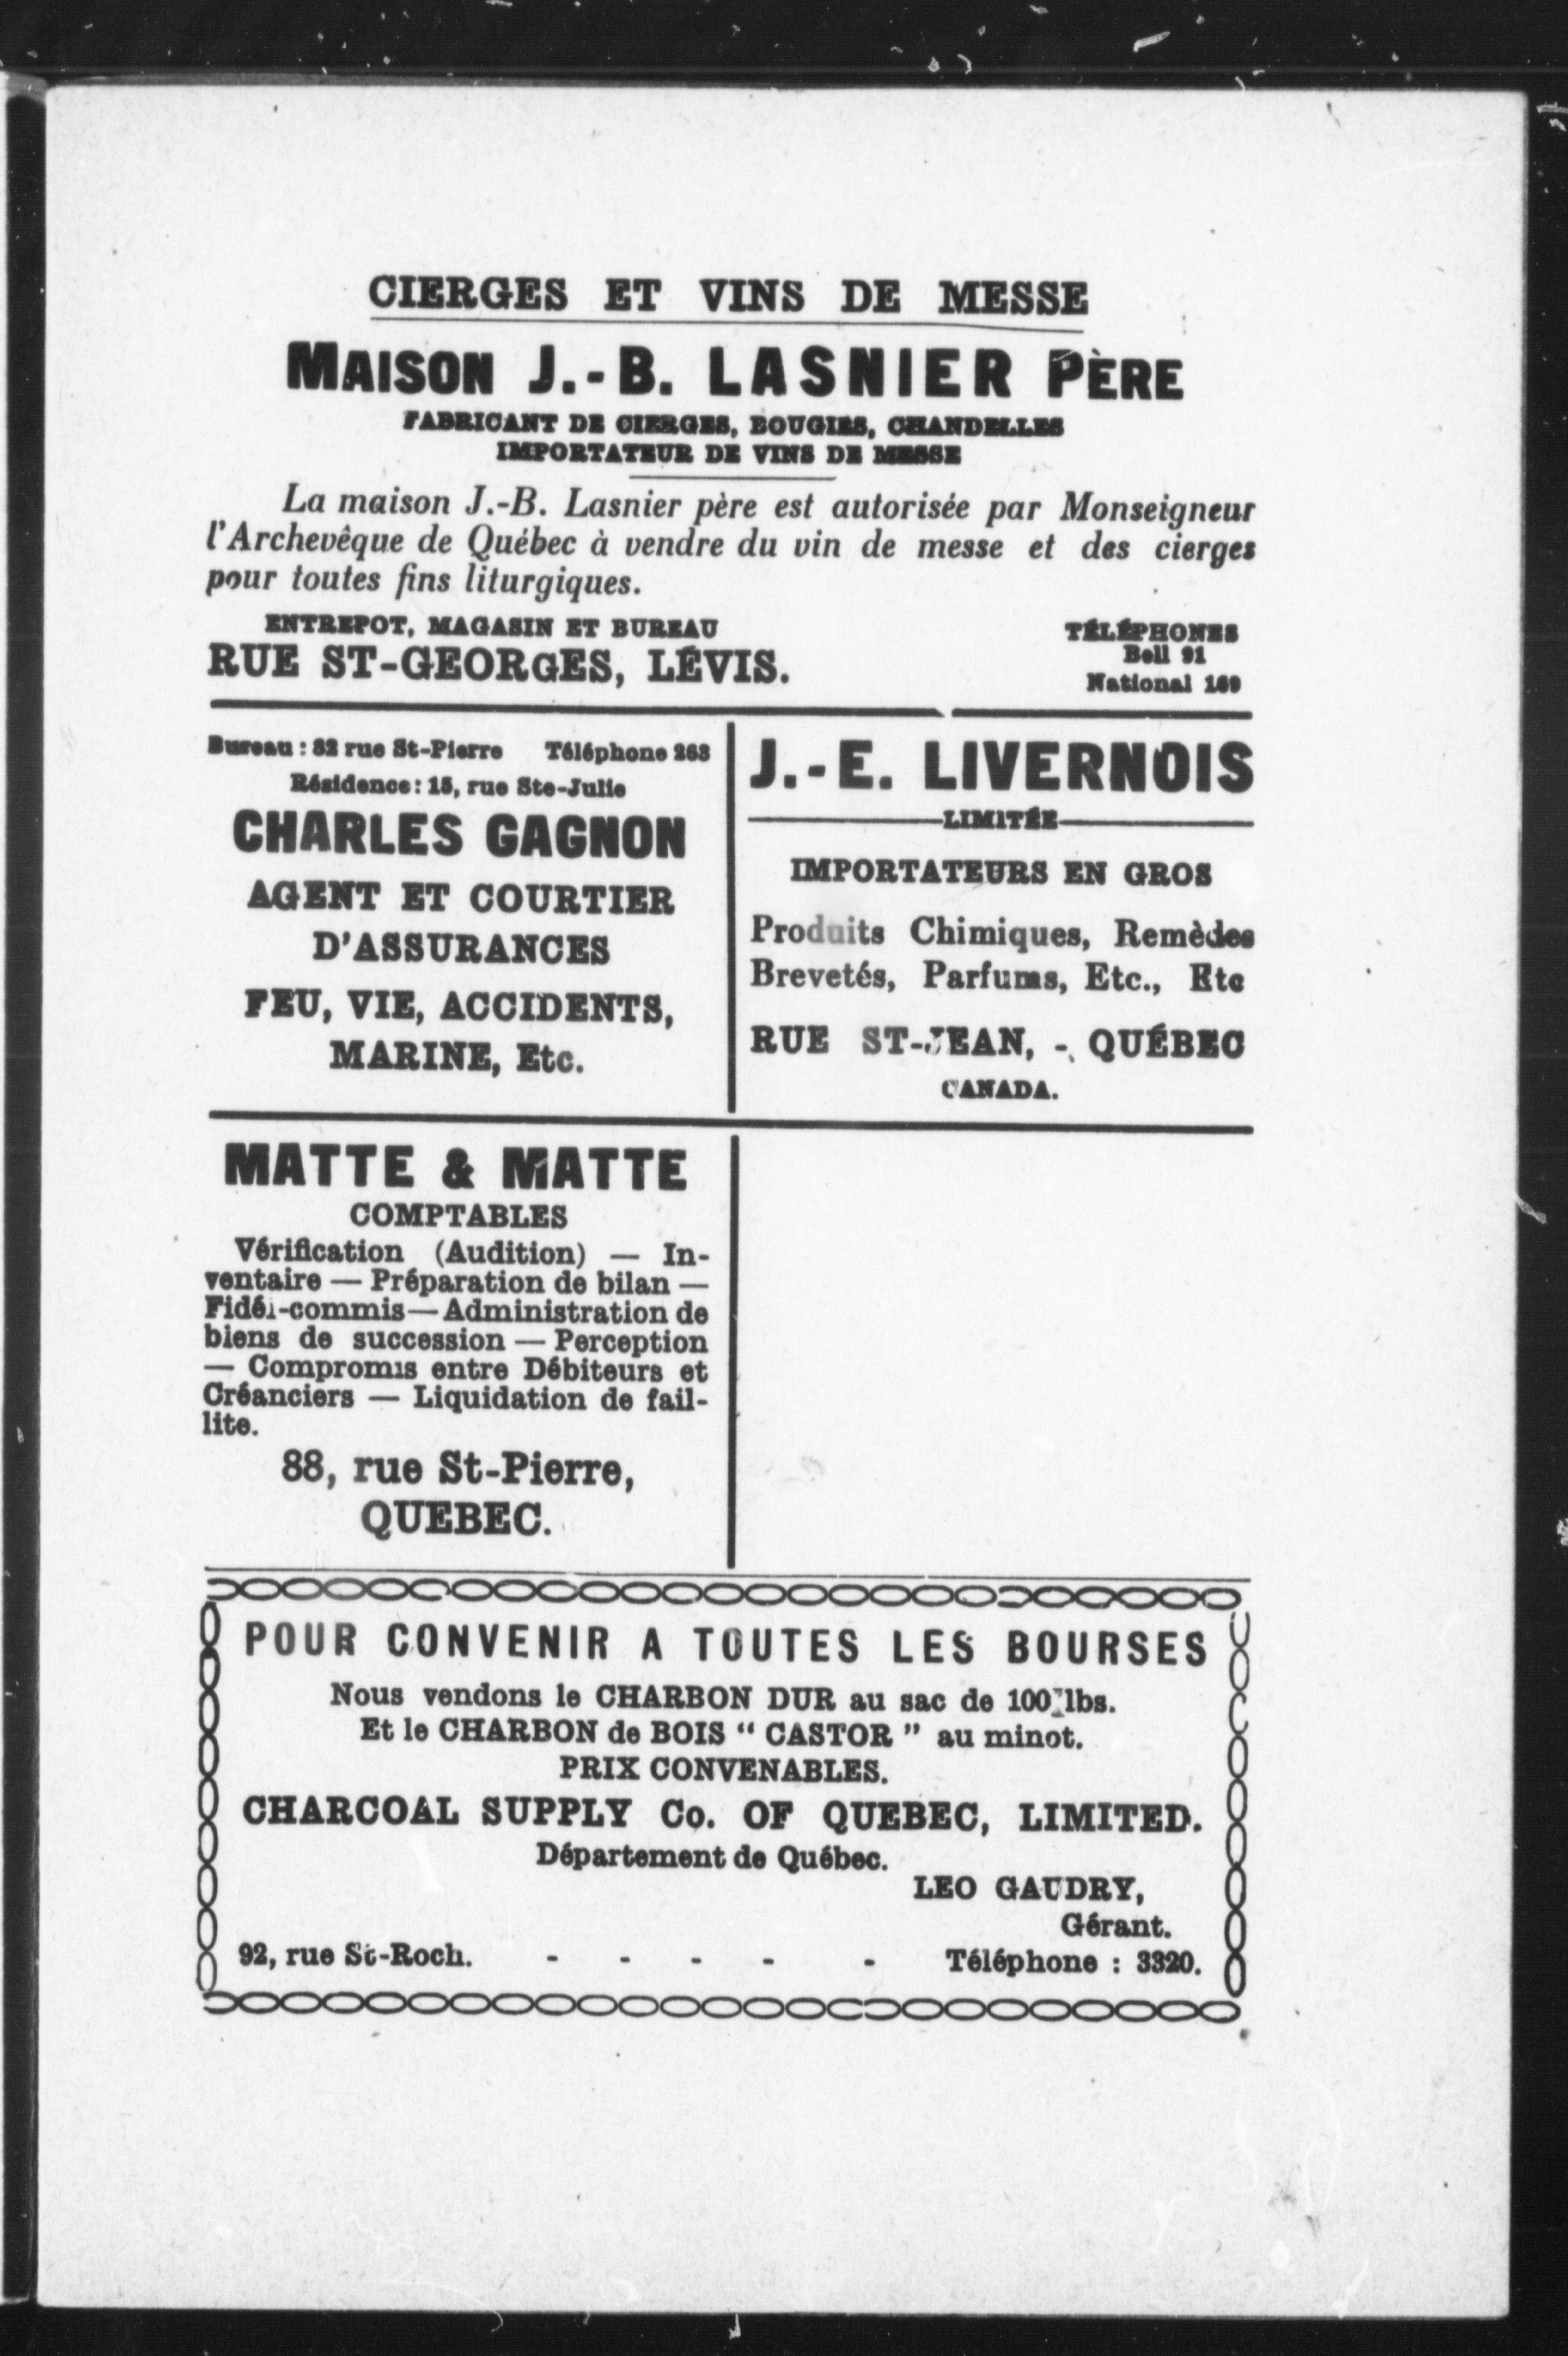 CIERGES ET VINS DE MESSE
MAISON J.-B. LASNIER PÈRE
FABRICANT DE CIERGES, BOUGIES, CHANDELLES
IMPORTATEUR DE VINS DE MESSE
La maison J.-B. Lasnier père est autorisée par Monseigneur
l'Archevêque de Québec à vendre du vin de messe et des cierges
pour toutes fins liturgiques.
ENTREPOT, MAGASIN ET BUREAU
RUE ST-GEORGES, LÉVIS.
TÉLÉPHONES
Bell 91
National 169
Bureau : 82 rue St-Pierre Téléphone 263
Résidence: 15, rue Ste-Julie
CHARLES GAGNON
AGENT ET COURTIER
D'ASSURANCES
FEU, VIE, ACCIDENTS,
MARINE, Etc.
J.-E. LIVERNOIS
LIMITÉE
IMPORTATEURS EN GROS
Produits Chimiques, Remèdes
Brevetés, Parfums, Etc., Etc
RUE ST-JEAN, - QUÉBEC
CANADA.
MATTE & MATTE
COMPTABLES
Vérification (Audition) — In-
ventaire — Préparation de bilan —
Fidéi-commis — Administration de
biens de succession — Perception
— Compromis entre Débiteurs et
Créanciers — Liquidation de fail-
lite.
88, rue St-Pierre,
QUEBEC.
POUR CONVENIR A TOUTES LES BOURSES
Nous vendons le CHARBON DUR au sac de 100 lbs.
Et le CHARBON de BOIS " CASTOR " au minot.
PRIX CONVENABLES.
CHARCOAL SUPPLY Co. OF QUEBEC, LIMITED.
Département de Québec.
LEO GAUDRY,
Gérant.
92, rue St-Roch. - - - - - Téléphone : 3320.